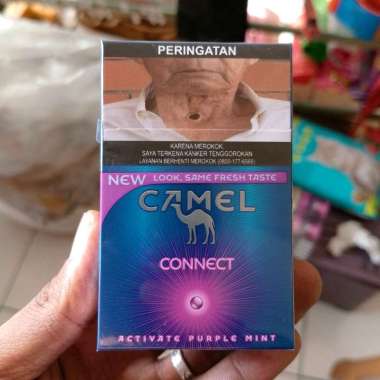 PERINGATAN
KARENA MEROKOK,
SAYA TERKENA KANKER TENGGOROKAN.
LAYANAN BERHENTI MEROKOK (0800-177-6565)
NEW LOOK, SAME FRESH TASTE
CAMEL
CONNECT
ACTIVATE PURPLE MINT